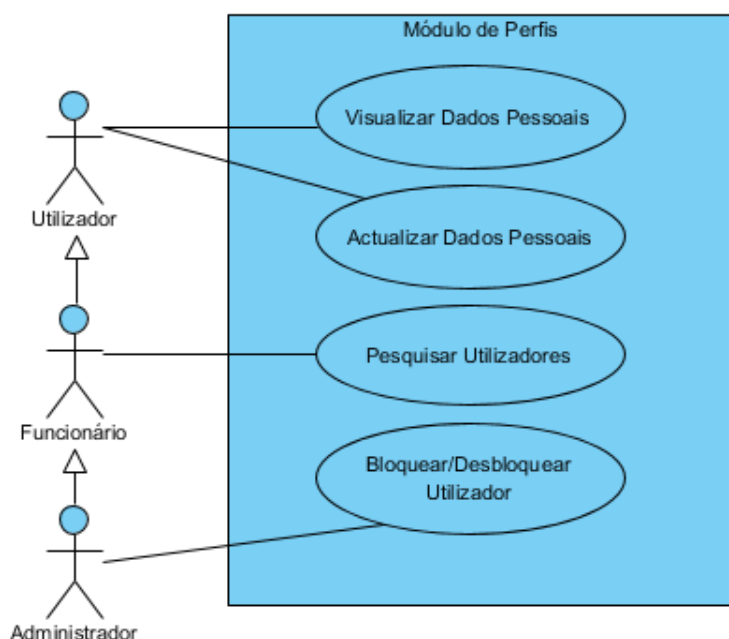 Módulo de Perfis
Visualizar Dados Pessoais
Utilizador
Actualizar Dados Pessoais
Pesquisar Utilizadores
Funcionário
Bloquear/Desbloquear
Utilizador
Administrador